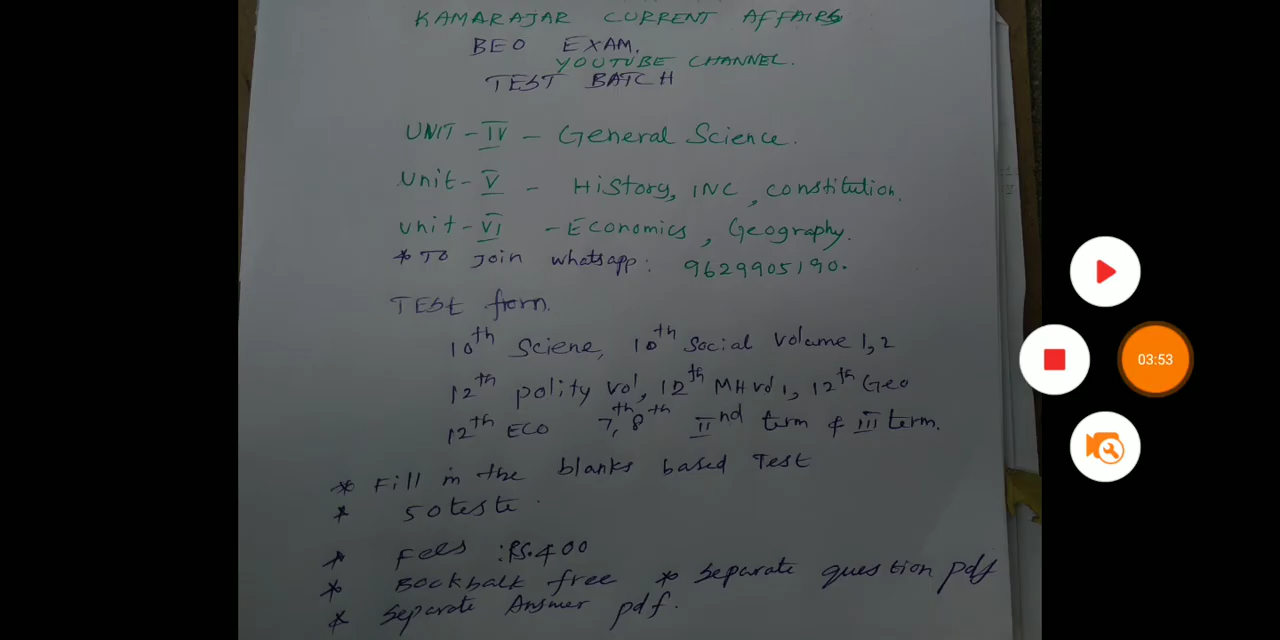 KAMARAJAR CURRENT AFFAIRS
BEO EXAM.
YOUTUBE CHANNEL.
TEST BATCH
UNIT - IV - General Science.
Unit - V - History, INC, constitution.
Unit - VI - Economics, Geography.
* TO Join whatsapp: 9629905190.
TEST from.
10th Sciene, 10th Social Volume 1, 2
12th polity vol, 12th MH vol 1, 12th Geo
12th ECO 7th, 8th IInd term & III term.
* Fill in the blanks based Test
* 50 tests
* Fees : Rs. 400
* Bookbalk free * Separate question pdf
* Separate Answer pdf.
03:53